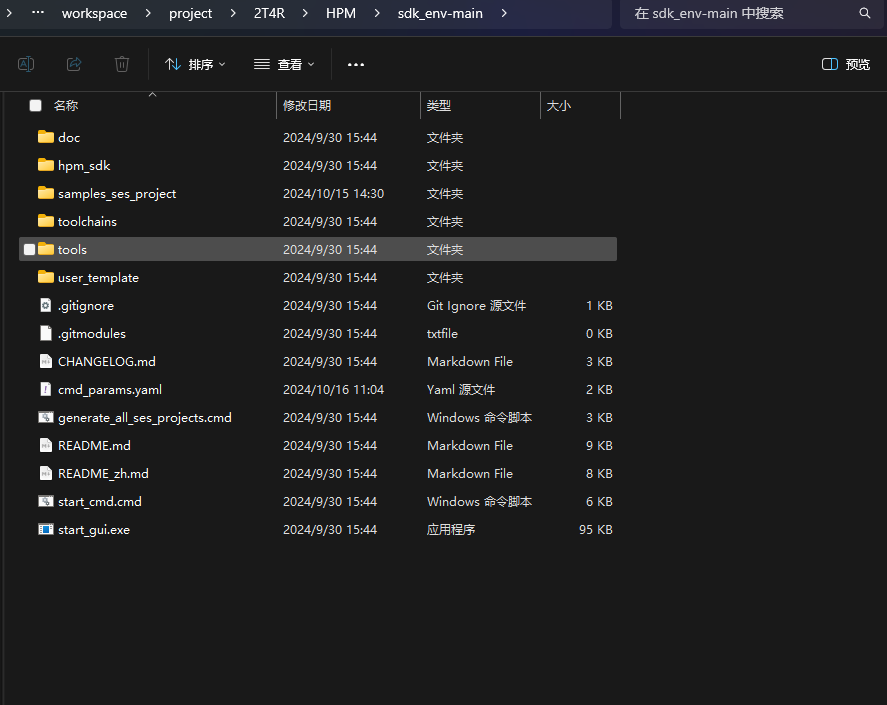 … workspace project 2T4R HPM sdk_env-main 在 sdk_env-main 中搜索
排序 查看 … 预览
名称 修改日期 类型 大小
doc 2024/9/30 15:44 文件夹
hpm_sdk 2024/9/30 15:44 文件夹
samples_ses_project 2024/10/15 14:30 文件夹
toolchains 2024/9/30 15:44 文件夹
tools 2024/9/30 15:44 文件夹
user_template 2024/9/30 15:44 文件夹
.gitignore 2024/9/30 15:44 Git Ignore 源文件 1 KB
.gitmodules 2024/9/30 15:44 txtfile 0 KB
CHANGELOG.md 2024/9/30 15:44 Markdown File 3 KB
cmd_params.yaml 2024/10/16 11:04 Yaml 源文件 2 KB
generate_all_ses_projects.cmd 2024/9/30 15:44 Windows 命令脚本 3 KB
README.md 2024/9/30 15:44 Markdown File 9 KB
README_zh.md 2024/9/30 15:44 Markdown File 8 KB
start_cmd.cmd 2024/9/30 15:44 Windows 命令脚本 6 KB
start_gui.exe 2024/9/30 15:44 应用程序 95 KB